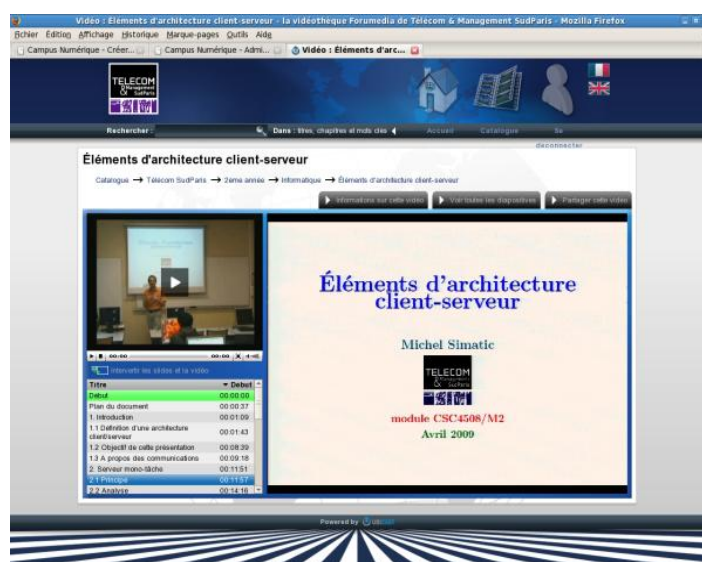 Vidéo : Éléments d'architecture client-serveur - la vidéothèque Forumedia de Télécom & Management SudParis - Mozilla Firefox
Fichier Édition Affichage Historique Marque-pages Outils Aide
Campus Numérique - Créer...
Campus Numérique - Admi...
Vidéo : Éléments d'arc...
TELECOM
& Management
SudParis
Rechercher :
Dans : titres, chapitres et mots clés
Accueil
Catalogue
Se
deconnecter
Éléments d'architecture client-serveur
Catalogue → Télécom SudParis → 2ème année → Informatique → Éléments d'architecture client-serveur
Informations sur cette vidéo
Voir toutes les diapositives
Partager cette vidéo
00:00
00:00
Intervertir les slides et la vidéo
Titre Début
Debut 00:00:00
Plan du document 00:00:37
1. Introduction 00:01:09
1.1 Définition d'une architecture
client/serveur 00:01:43
1.2 Objectif de cette présentation 00:08:39
1.3 A propos des communications 00:09:18
2. Serveur mono-tâche 00:11:51
2.1 Principe 00:11:57
2.2 Analyse 00:14:16
Éléments d'architecture
client-serveur
Michel Simatic
TELECOM
& Management
SudParis
module CSC4508/M2
Avril 2009
Powered by